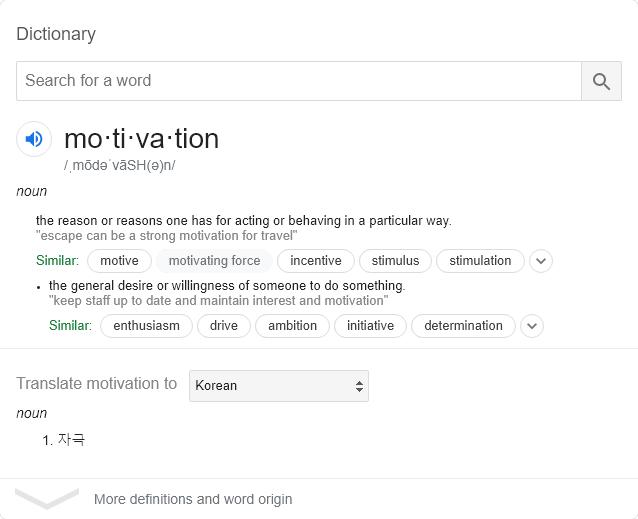 Dictionary
Search for a word
mo·ti·va·tion
/ˌmōdəˈvāSH(ə)n/
noun
the reason or reasons one has for acting or behaving in a particular way.
"escape can be a strong motivation for travel"
Similar: motive motivating force incentive stimulus stimulation
• the general desire or willingness of someone to do something.
"keep staff up to date and maintain interest and motivation"
Similar: enthusiasm drive ambition initiative determination
Translate motivation to Korean
noun
1. 자극
More definitions and word origin